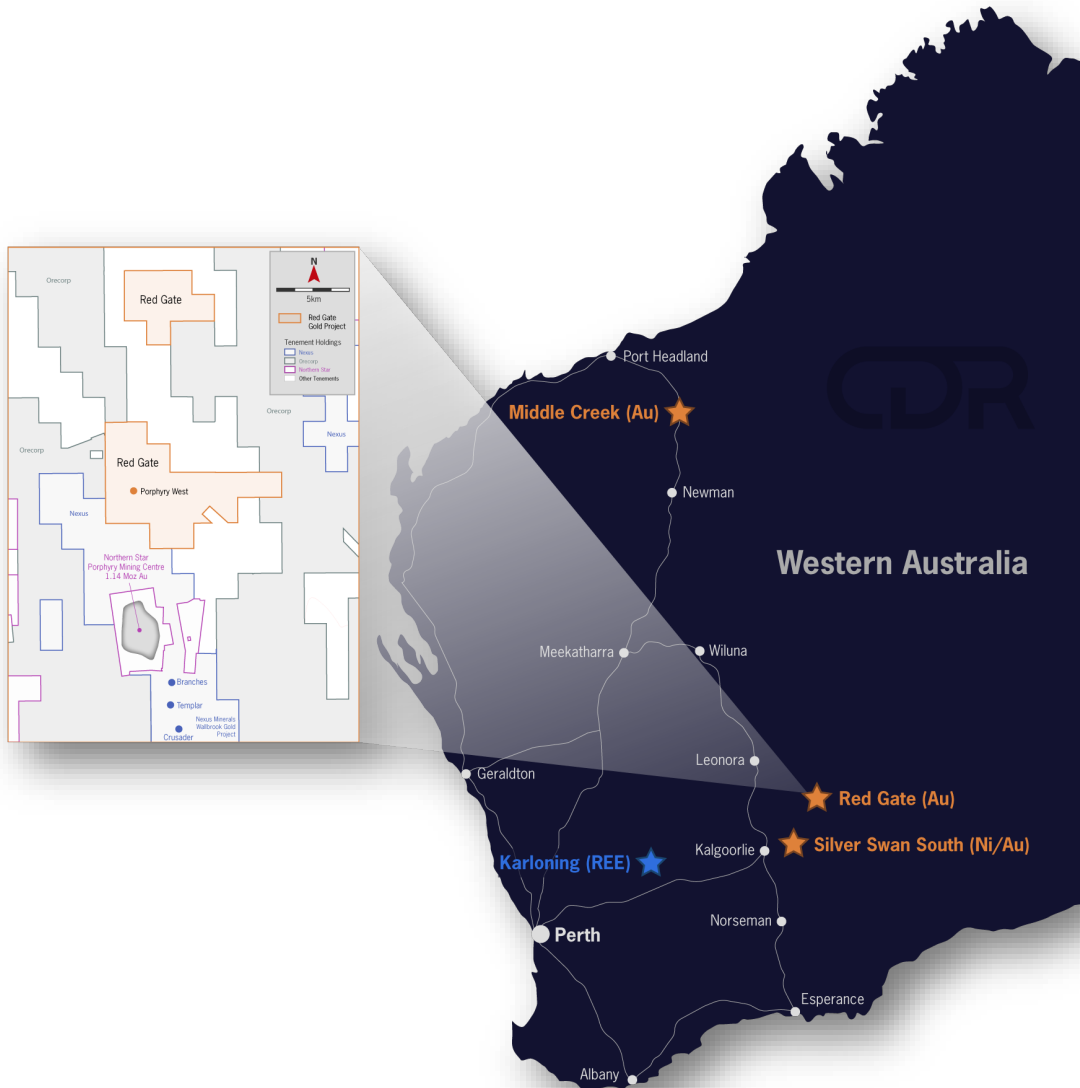 Orecorp
Red Gate
N
5km
Red Gate
Gold Project
Tenement Holdings
Nexus
Orecorp
Northern Star
Other Tenements
Orecorp
Nexus
Orecorp
Red Gate
Porphyry West
Nexus
Northern Star
Porphyry Mining Centre
1.14 Moz Au
Branches
Templar
Nexus Minerals
Wallbrook Gold
Project
Crusader
Port Headland
CDR
Middle Creek (Au)
Newman
Western Australia
Meekatharra
Wiluna
Leonora
Geraldton
Red Gate (Au)
Silver Swan South (Ni/Au)
Kalgoorlie
Karloning (REE)
Norseman
Perth
Esperance
Albany